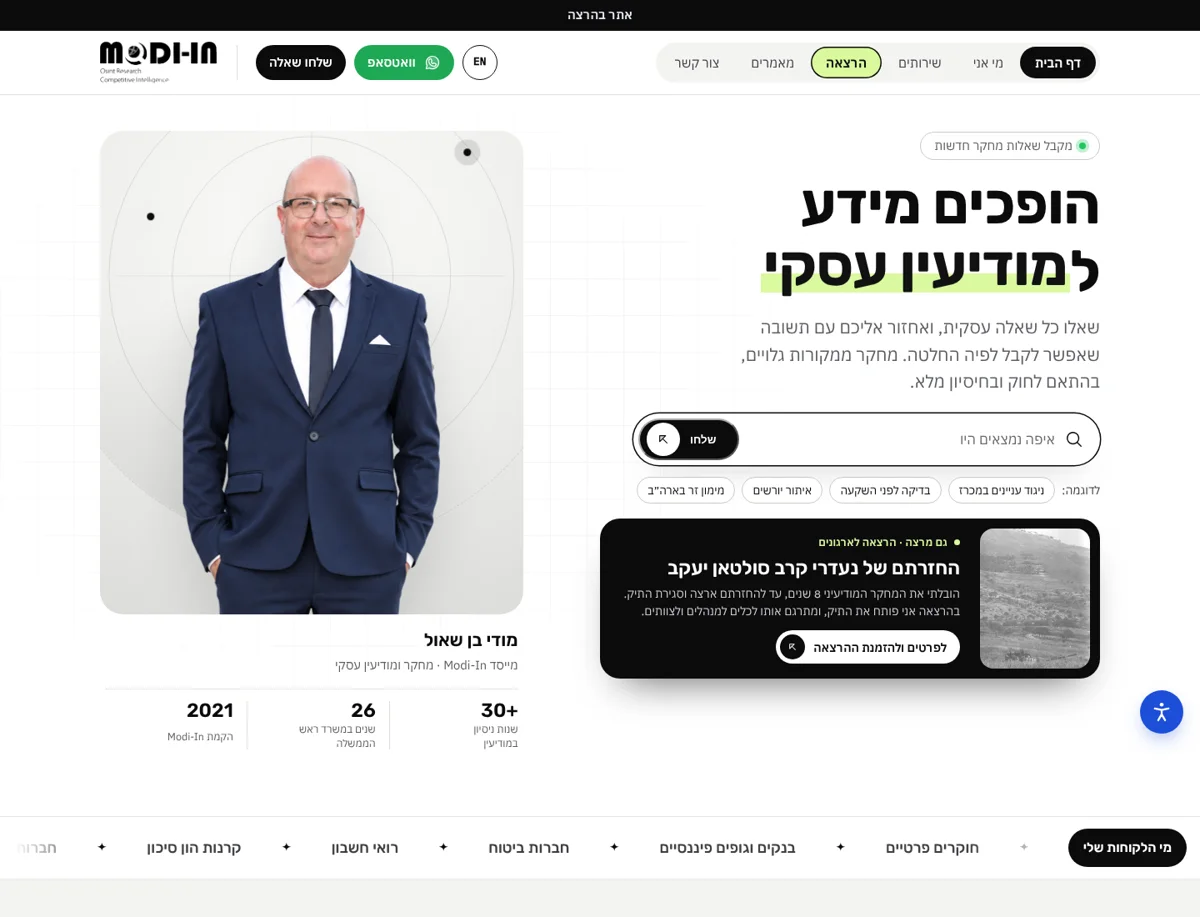 אתר בהרצה
דף הבית
מי אני
שירותים
הרצאה
מאמרים
צור קשר
EN
וואטסאפ
שלחו שאלה
MODI-IN
Osint Research
Competitive Intelligence
מקבל שאלות מחקר חדשות
הופכים מידע
למודיעין עסקי
שאלו כל שאלה עסקית, ואחזור אליכם עם תשובה
שאפשר לקבל לפיה החלטה. מחקר ממקורות גלויים,
בהתאם לחוק ובחיסיון מלא.
איפה נמצאים היו
שלחו
לדוגמה:
ניגוד עניינים במכרז
בדיקה לפני השקעה
איתור יורשים
מימון זר בארה״ב
גם מרצה · הרצאה לארגונים
החזרתם של נעדרי קרב סולטאן יעקב
הובלתי את המחקר המודיעיני 8 שנים, עד להחזרתם ארצה וסגירת התיק.
בהרצאה אני פותח את התיק, ומתרגם אותו לכלים למנהלים ולצוותים.
לפרטים ולהזמנת ההרצאה
מודי בן שאול
מייסד Modi-In · מחקר ומודיעין עסקי
30+
שנות ניסיון
במודיעין
26
שנים במשרד ראש
הממשלה
2021
הקמת Modi-In
מי הלקוחות שלי
חוקרים פרטיים
בנקים וגופים פיננסיים
חברות ביטוח
רואי חשבון
קרנות הון סיכון
חברות